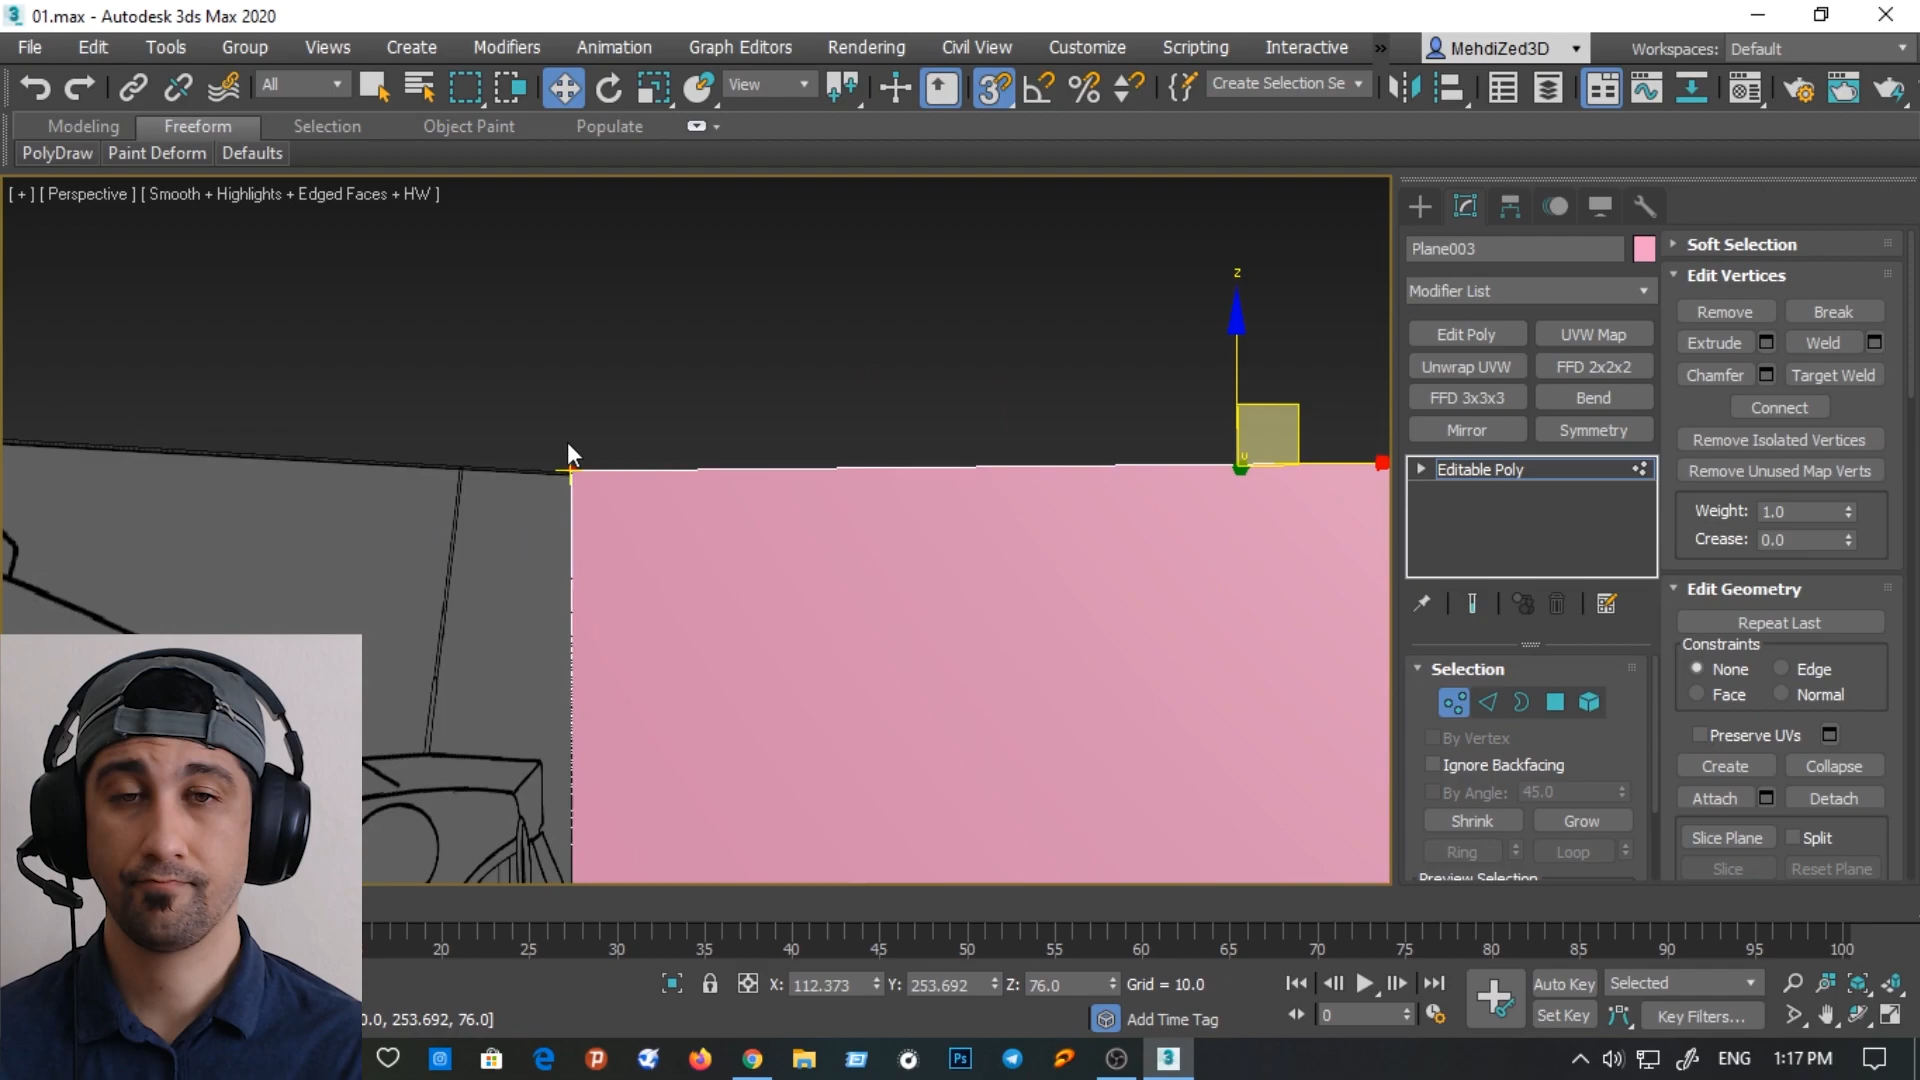 01.max - Autodesk 3ds Max 2020
File Edit Tools Group Views Create Modifiers Animation Graph Editors Rendering Civil View Customize Scripting Interactive » MehdiZed3D Workspaces: Default
All View Create Selection Se
Modeling Freeform Selection Object Paint Populate
PolyDraw Paint Deform Defaults
[ + ] [ Perspective ] [ Smooth + Highlights + Edged Faces + HW ]
z
Plane003
Modifier List
Edit Poly UVW Map
Unwrap UVW FFD 2x2x2
FFD 3x3x3 Bend
Mirror Symmetry
Editable Poly
Selection
By Vertex
Ignore Backfacing
By Angle: 45.0
Shrink Grow
Ring Loop
Preview Selection
Soft Selection
Edit Vertices
Remove Break
Extrude Weld
Chamfer Target Weld
Connect
Remove Isolated Vertices
Remove Unused Map Verts
Weight: 1.0
Crease: 0.0
Edit Geometry
Repeat Last
Constraints
None Edge
Face Normal
Preserve UVs
Create Collapse
Attach Detach
Slice Plane Split
Slice Reset Plane
20 25 30 35 40 45 50 55 60 65 70 75 80 85 90 95 100
X: 112.373 Y: 253.692 Z: 76.0 Grid = 10.0
Auto Key Selected
0.0, 253.692, 76.0]
Add Time Tag
0
Set Key Key Filters...
Ps
3
ENG 1:17 PM